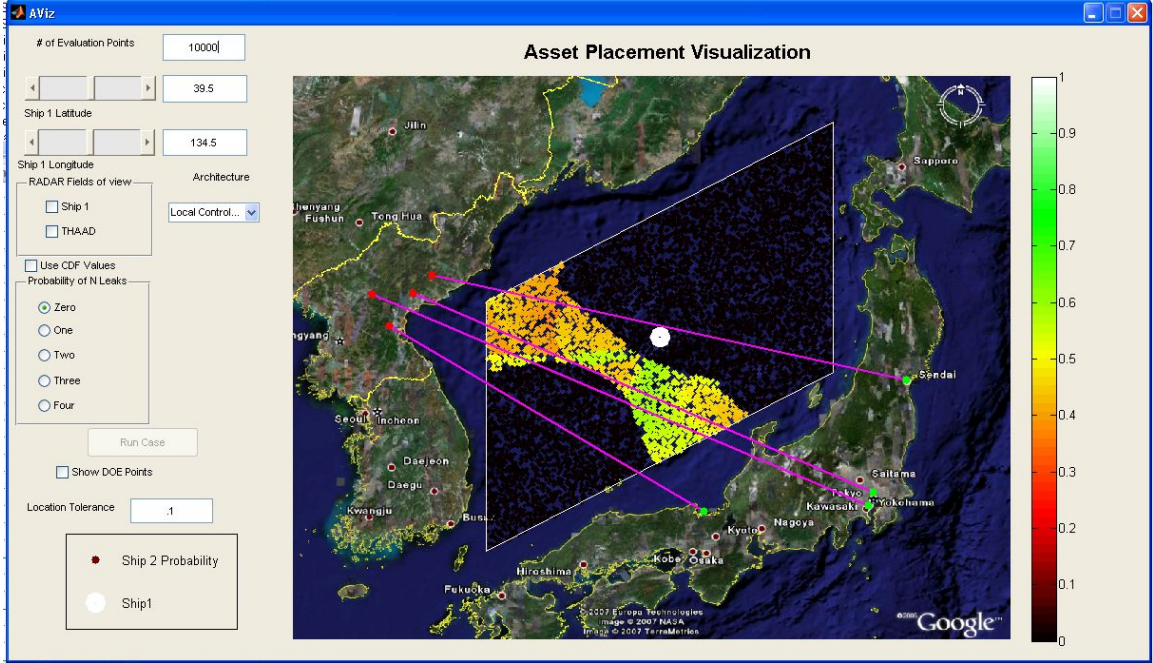 AViz
# of Evaluation Points
10000
39.5
Ship 1 Latitude
134.5
Ship 1 Longitude
RADAR Fields of view
Ship 1
THAAD
Architecture
Local Control...
Use CDF Values
Probability of N Leaks
Zero
One
Two
Three
Four
Run Case
Show DOE Points
Location Tolerance
.1
Ship 2 Probability
Ship1
Asset Placement Visualization
N
Jilin
Sapporo
henyang
Fushun
Tong Hua
ngyang
Sendai
Seoul
Incheon
Daejeon
Daegu
Kwangju
Busa
Saitama
Tokyo
Yokohama
Kawasaki
Nagoya
Kyoto
Kobe
Osaka
Hiroshima
Fukuoka
© 2007 Europa Technologies
Image © 2007 NASA
Image © 2007 TerraMetrics
Google™
1
0.9
0.8
0.7
0.6
0.5
0.4
0.3
0.2
0.1
0